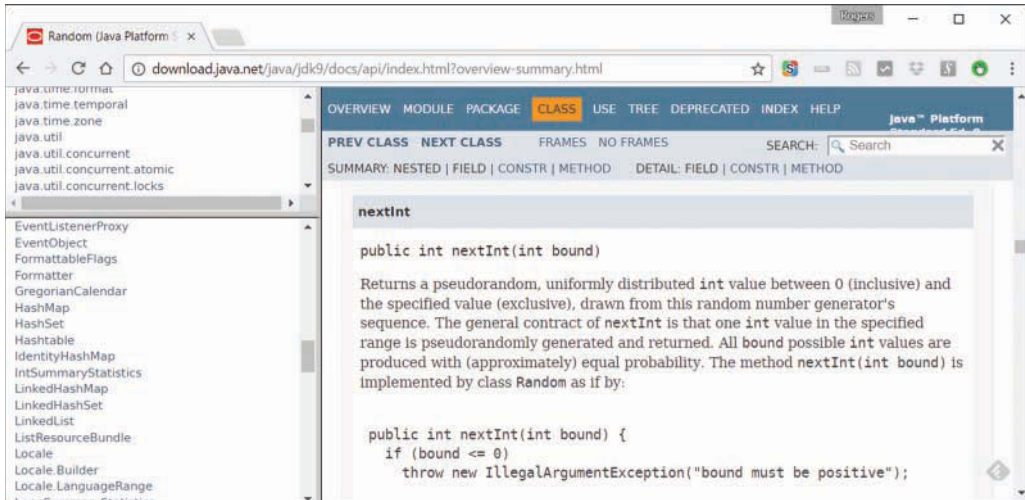 Rogers
Random (Java Platform S
download.java.net/java/jdk9/docs/api/index.html?overview-summary.html
java.time.format
java.time.temporal
java.time.zone
java.util
java.util.concurrent
java.util.concurrent.atomic
java.util.concurrent.locks
EventListenerProxy
EventObject
FormattableFlags
Formatter
GregorianCalendar
HashMap
HashSet
Hashtable
IdentityHashMap
IntSummaryStatistics
LinkedHashMap
LinkedHashSet
LinkedList
ListResourceBundle
Locale
Locale.Builder
Locale.LanguageRange
OVERVIEW MODULE PACKAGE CLASS USE TREE DEPRECATED INDEX HELP
Java™ Platform
PREV CLASS NEXT CLASS FRAMES NO FRAMES
SEARCH: Search
SUMMARY: NESTED | FIELD | CONSTR | METHOD DETAIL: FIELD | CONSTR | METHOD
nextInt
public int nextInt(int bound)
Returns a pseudorandom, uniformly distributed int value between 0 (inclusive) and
the specified value (exclusive), drawn from this random number generator's
sequence. The general contract of nextInt is that one int value in the specified
range is pseudorandomly generated and returned. All bound possible int values are
produced with (approximately) equal probability. The method nextInt(int bound) is
implemented by class Random as if by:
public int nextInt(int bound) {
if (bound <= 0)
throw new IllegalArgumentException("bound must be positive");